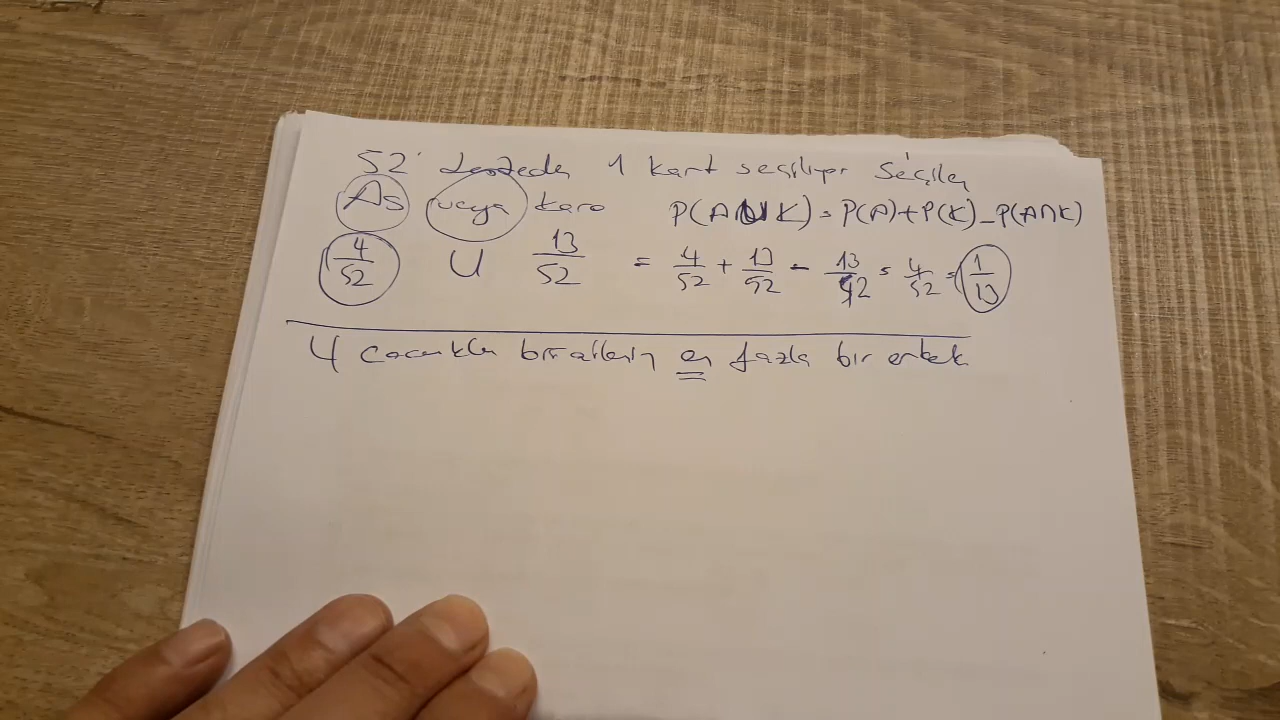 52' destede 1 kart seçiliyor seçilen
As veya karo P(A∪K) = P(A)+P(K)-P(A∩K)
4/52 U 13/52 = 4/52 + 13/52 - 13/52 = 4/52 = 1/13
4 çocuklu bir ailenin en fazla bir erkek